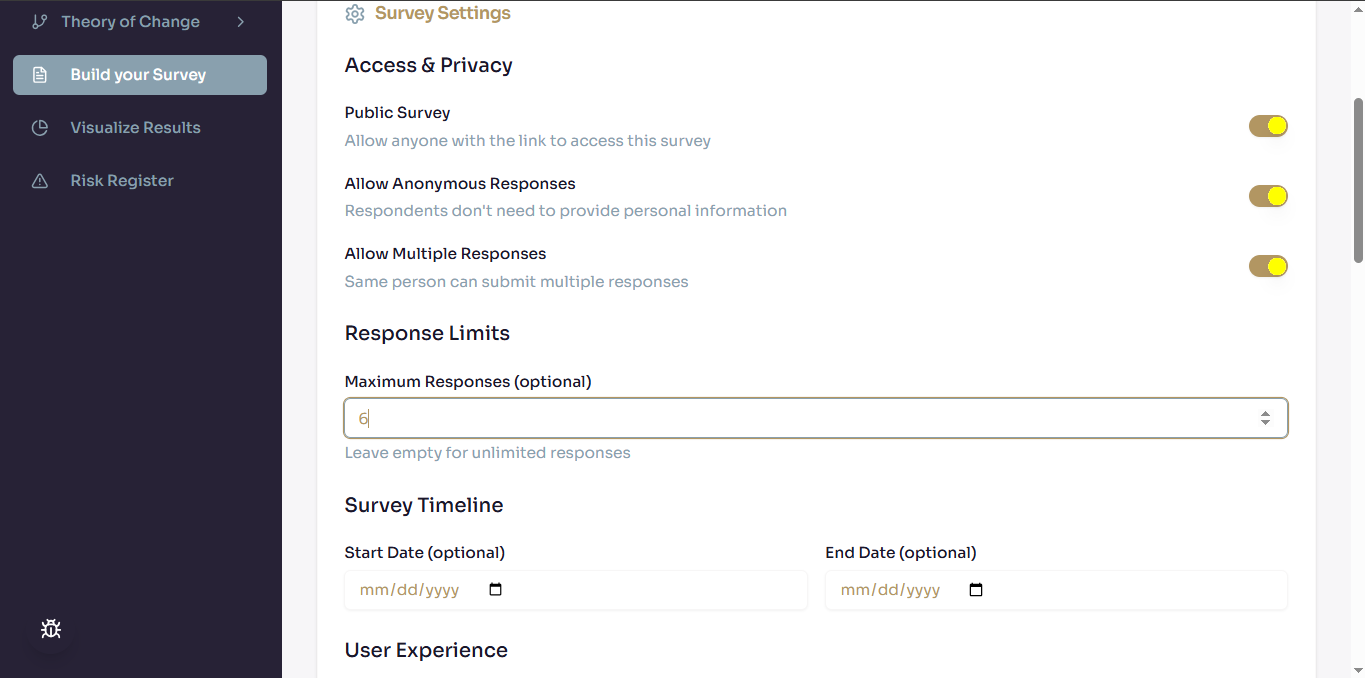 Theory of Change
Build your Survey
Visualize Results
Risk Register
Survey Settings
Access & Privacy
Public Survey
Allow anyone with the link to access this survey
Allow Anonymous Responses
Respondents don't need to provide personal information
Allow Multiple Responses
Same person can submit multiple responses
Response Limits
Maximum Responses (optional)
6
Leave empty for unlimited responses
Survey Timeline
Start Date (optional)
mm/dd/yyyy
End Date (optional)
mm/dd/yyyy
User Experience